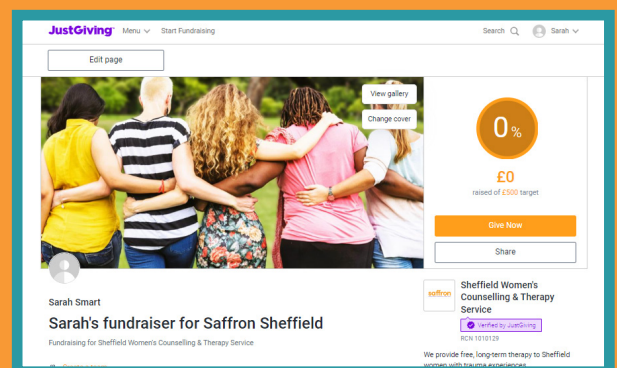 JustGiving Menu Start Fundraising Search Sarah
Edit page
View gallery
Change cover
0%
£0
raised of £500 target
Give Now
Share
Sarah Smart
Sarah's fundraiser for Saffron Sheffield
Fundraising for Sheffield Women's Counselling & Therapy Service
saffron
Sheffield Women's
Counselling & Therapy
Service
Verified by JustGiving
RCN 1010129
We provide free, long-term therapy to Sheffield
women with trauma experiences